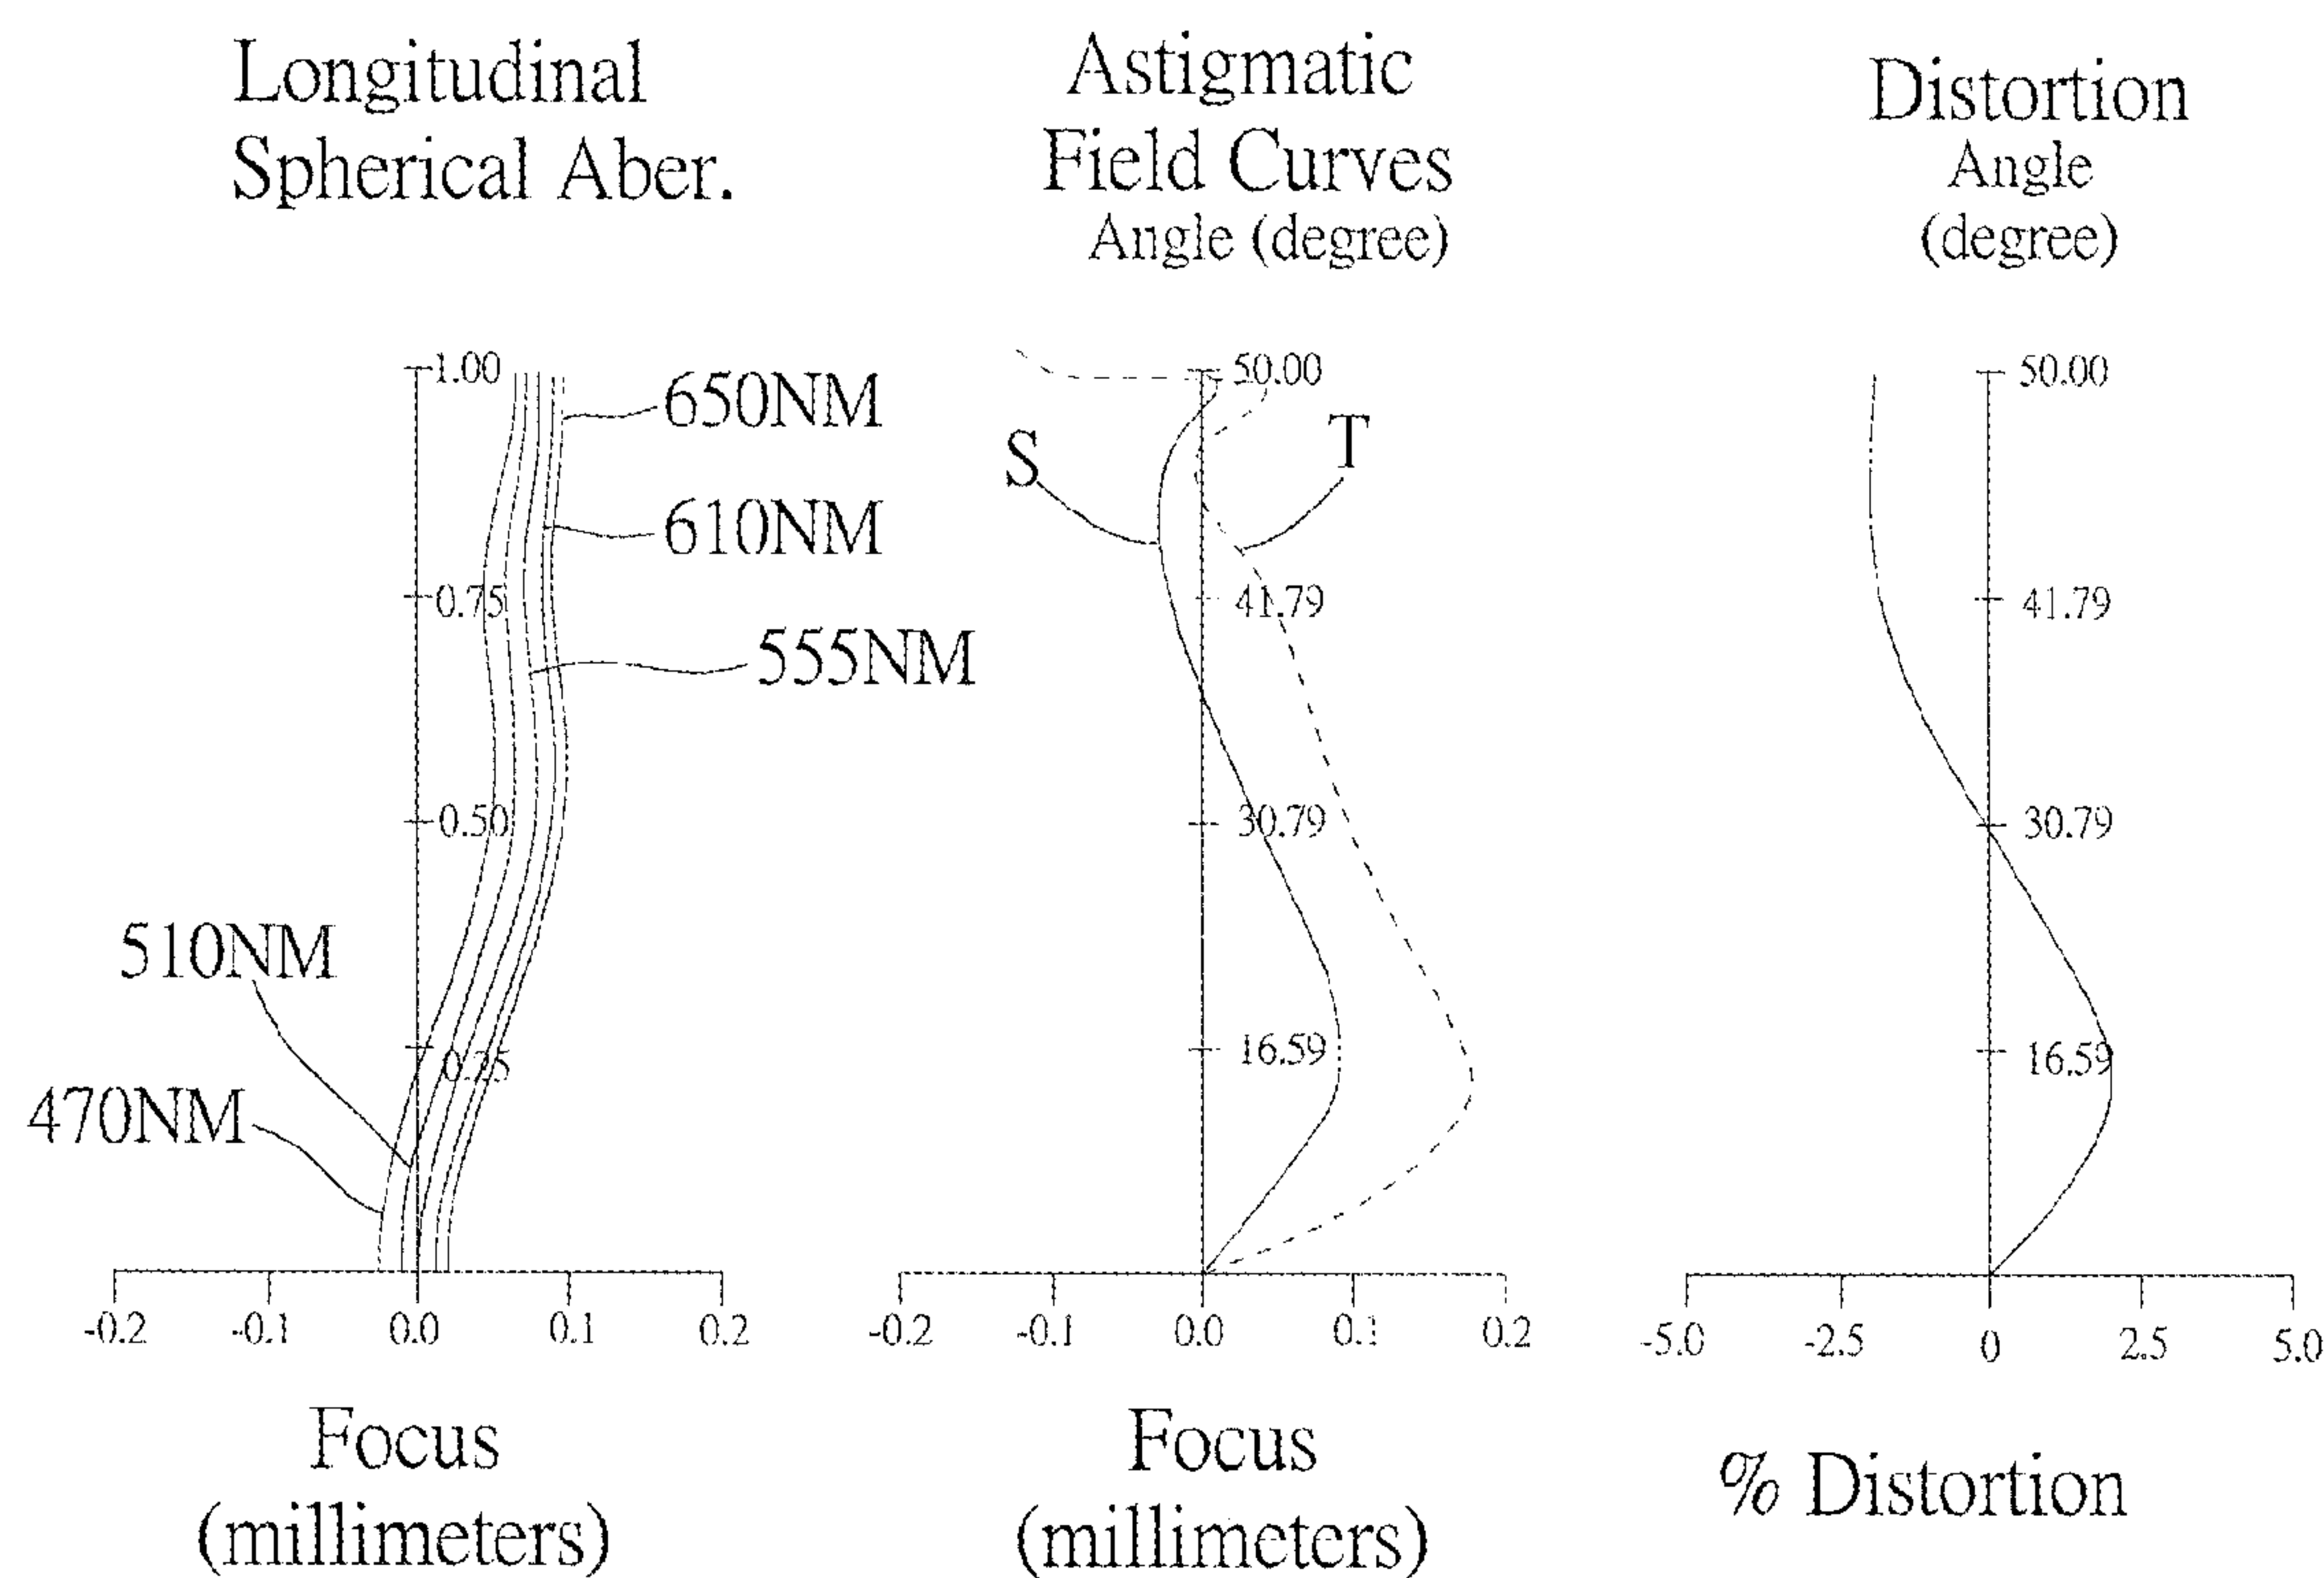 Longitudinal
Spherical Aber.
1.00
650NM
610NM
0.75
555NM
0.50
510NM
0.25
470NM
-0.2 -0.1 0.0 0.1 0.2
Focus
(millimeters)
Astigmatic
Field Curves
Angle (degree)
50.00
S T
41.79
30.79
16.59
-0.2 -0.1 0.0 0.1 0.2
Focus
(millimeters)
Distortion
Angle
(degree)
50.00
41.79
30.79
16.59
-5.0 -2.5 0 2.5 5.0
% Distortion